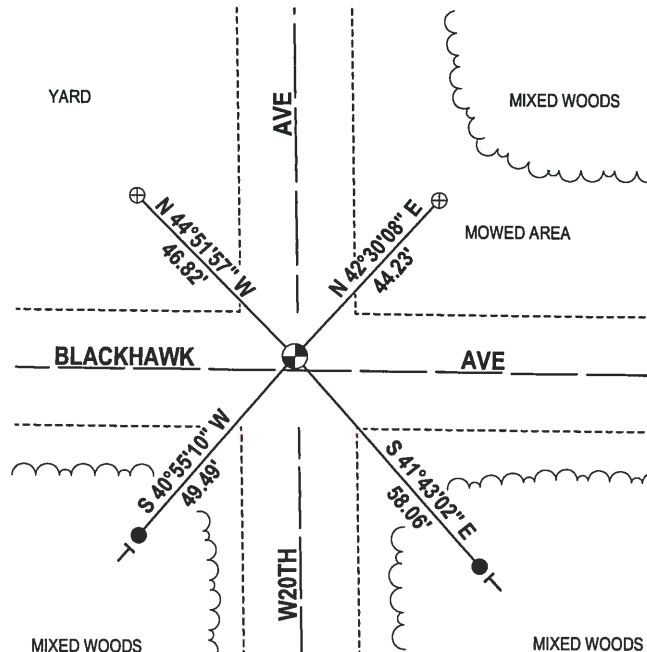 YARD
AVE
MIXED WOODS
N 44°51'57" W
46.82'
N 42°30'08" E
44.23'
MOWED AREA
BLACKHAWK
AVE
S 40°55'10" W
49.49'
S 41°43'02" E
58.06'
W20TH
MIXED WOODS
MIXED WOODS